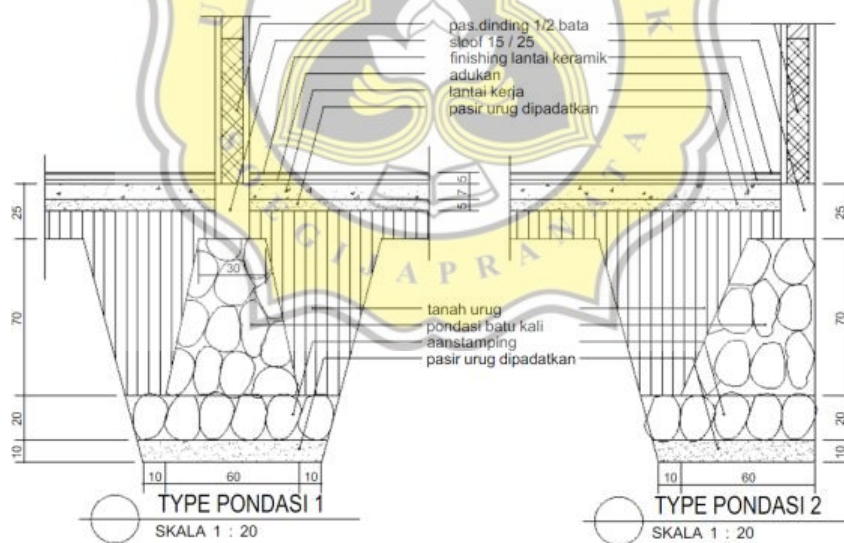 pas.dinding 1/2 bata
sloof 15 / 25
finishing lantai keramik
adukan
lantai kerja
pasir urug dipadatkan
5
7
5
25
25
SOEGIJAPRANATA
30
70
70
tanah urug
pondasi batu kali
aanstamping
pasir urug dipadatkan
20
20
10
10
10 60 10
10 60
TYPE PONDASI 1
SKALA 1 : 20
TYPE PONDASI 2
SKALA 1 : 20